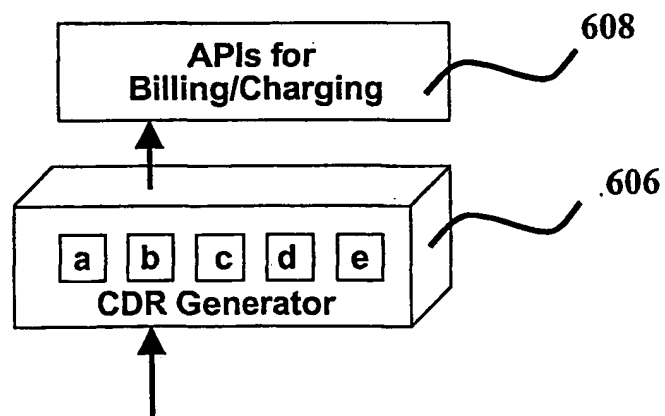 608
APIs for
Billing/Charging
606
a b c d e
CDR Generator